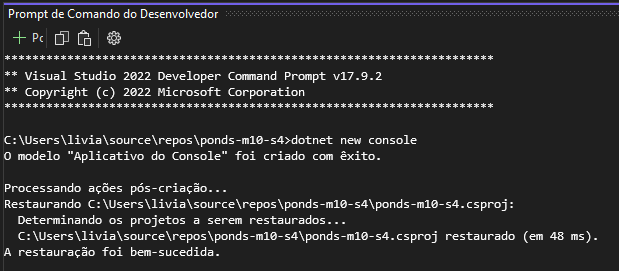 Prompt de Comando do Desenvolvedor
**********************************************************************
** Visual Studio 2022 Developer Command Prompt v17.9.2
** Copyright (c) 2022 Microsoft Corporation
**********************************************************************
C:\Users\livia\source\repos\ponds-m10-s4>dotnet new console
O modelo "Aplicativo do Console" foi criado com êxito.
Processando ações pós-criação...
Restaurando C:\Users\livia\source\repos\ponds-m10-s4\ponds-m10-s4.csproj:
Determinando os projetos a serem restaurados...
C:\Users\livia\source\repos\ponds-m10-s4\ponds-m10-s4.csproj restaurado (em 48 ms).
A restauração foi bem-sucedida.